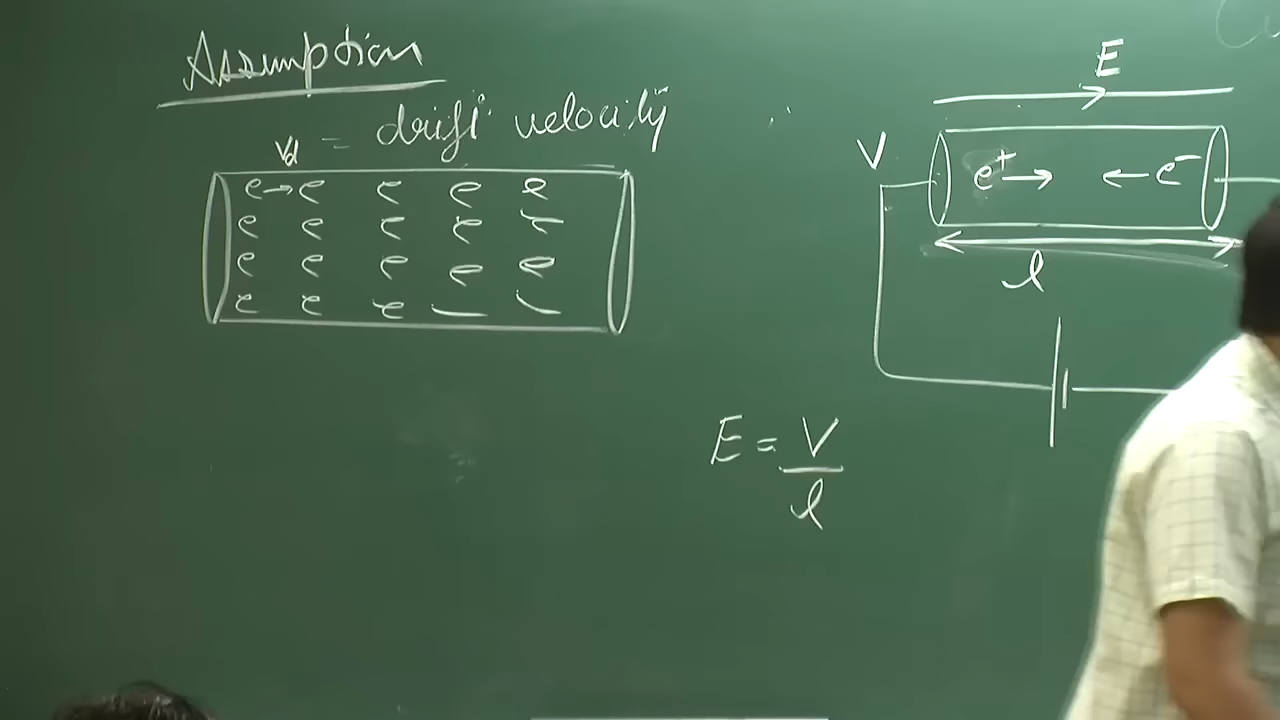 Assumption
Vd = drift velocity
e → e e e e
e e e e e
e e e e e
e e e
E
V
e⁺ → ← e⁻
l
E = V/l